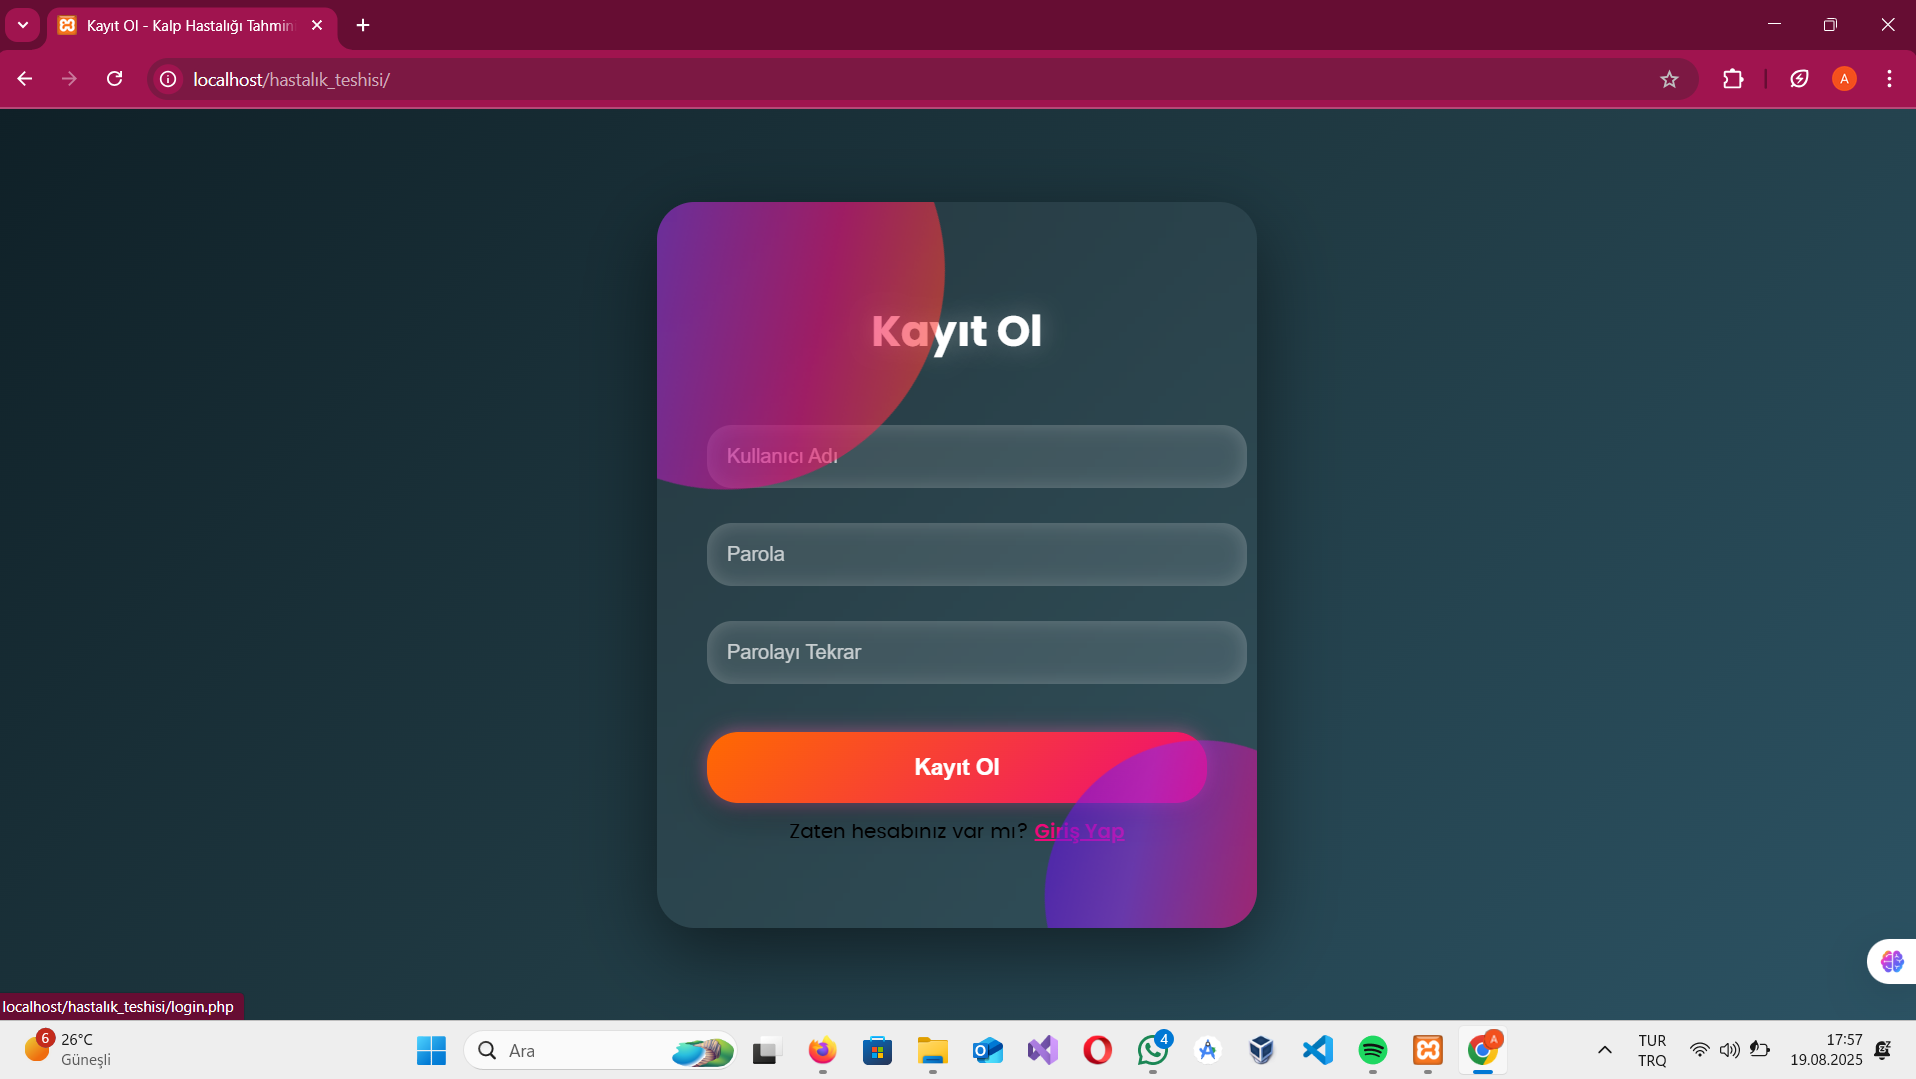 Kayıt Ol - Kalp Hastalığı Tahmin
localhost/hastalık_teshisi/
A
Kayıt Ol
Kullanıcı Adı
Parola
Parolayı Tekrar
Kayıt Ol
Zaten hesabınız var mı? Giriş Yap
localhost/hastalık_teshisi/login.php
6
26°C
Güneşli
Ara
4
A
TUR
TRQ
17:57
19.08.2025